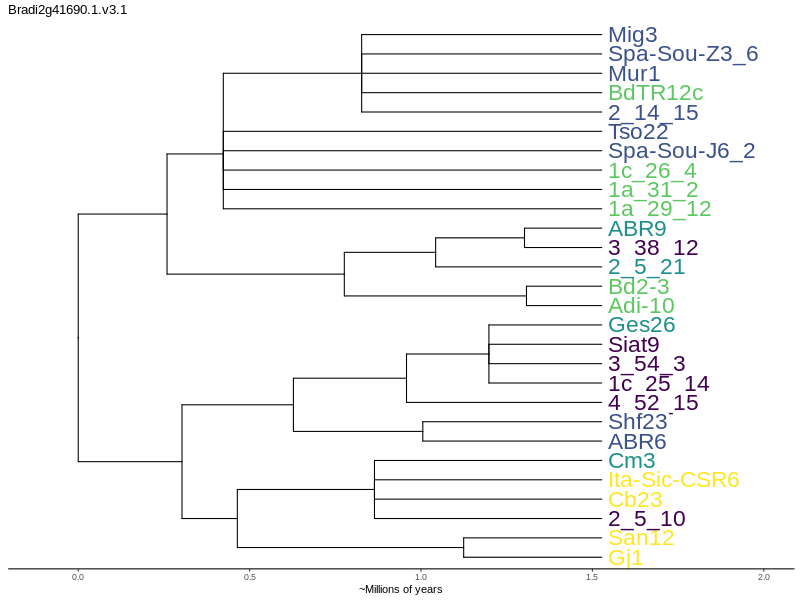 Bradi2g41690.1.v3.1
Mig3
Spa-Sou-Z3_6
Mur1
BdTR12c
2_14_15
Tso22
Spa-Sou-J6_2
1c_26_4
1a_31_2
1a_29_12
ABR9
3_38_12
2_5_21
Bd2-3
Adi-10
Ges26
Siat9
3_54_3
1c_25_14
4_52_15
Shf23
ABR6
Cm3
Ita-Sic-CSR6
Cb23
2_5_10
San12
Gj1
0.0 0.5 1.0 1.5 2.0
~Millions of years